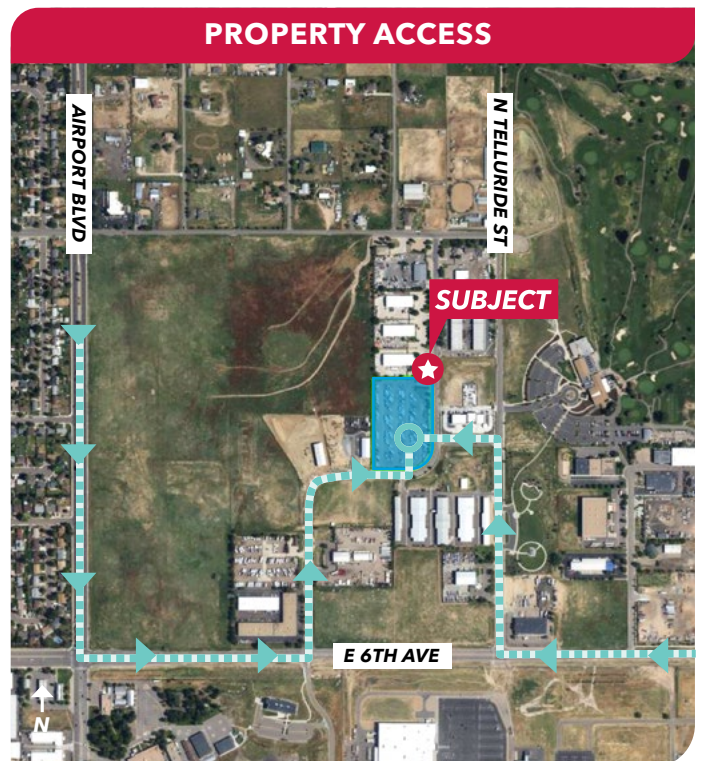 PROPERTY ACCESS
AIRPORT BLVD
N TELLURIDE ST
SUBJECT
E 6TH AVE
N